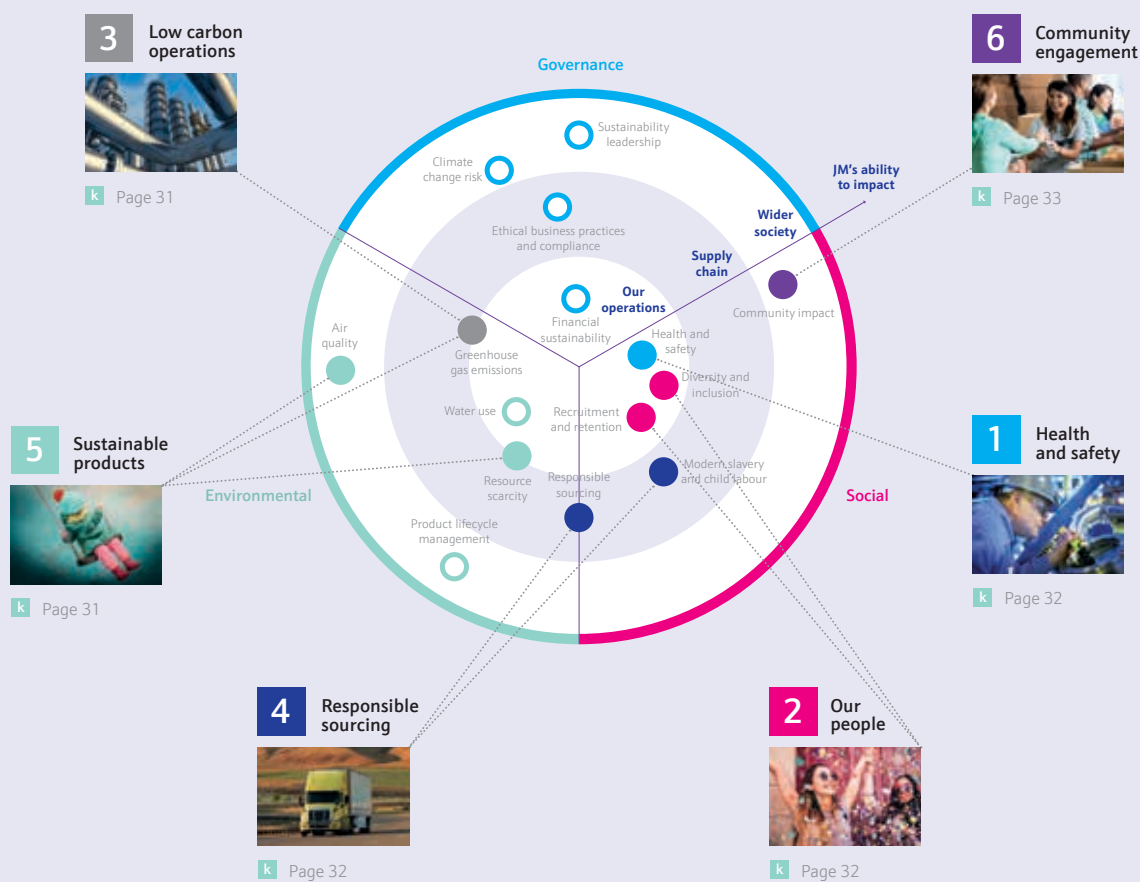 3
Low carbon
operations
k Page 31
6
Community
engagement
k Page 33
Governance
Sustainability
leadership
Climate
change risk
JM's ability
to impact
Ethical business practices
and compliance
Wider
society
Supply
chain
Our
operations
Financial
sustainability
Community impact
Air
quality
Greenhouse
gas emissions
Health and
safety
Diversity and
inclusion
Water use
Recruitment
and retention
Resource
scarcity
Responsible
sourcing
Modern slavery
and child labour
Product lifecycle
management
Environmental
Social
5
Sustainable
products
k Page 31
1
Health
and safety
k Page 32
4
Responsible
sourcing
k Page 32
2
Our
people
k Page 32